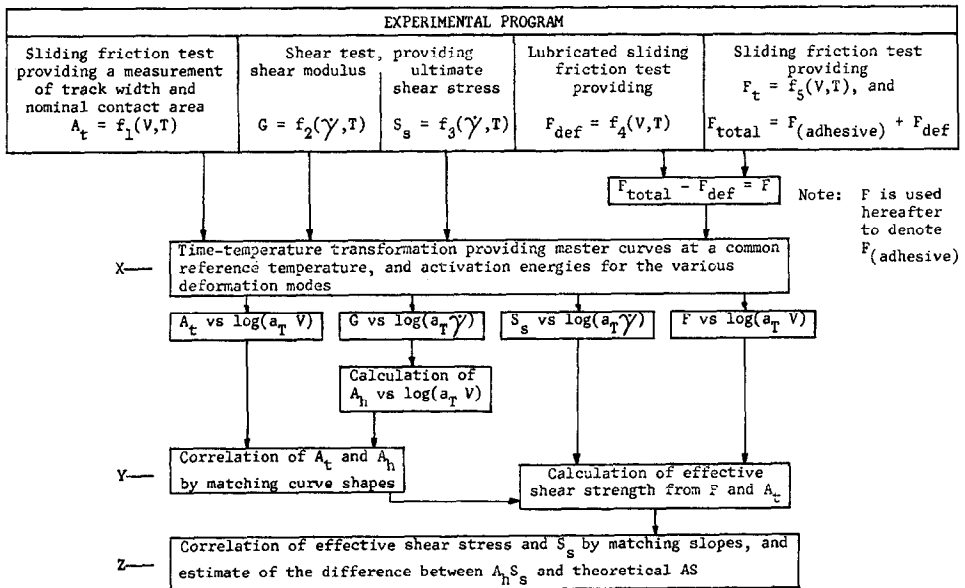 EXPERIMENTAL PROGRAM
Sliding friction test
providing a measurement
of track width and
nominal contact area
A_t = f_1(V,T)
Shear test, providing
shear modulus ultimate
shear stress
G = f_2(γ̇,T)
S_s = f_3(γ̇,T)
Lubricated sliding
friction test
providing
F_def = f_4(V,T)
Sliding friction test
providing
F_t = f_5(V,T), and
F_total = F_(adhesive) + F_def
F_total - F_def = F
Note: F is used
hereafter
to denote
F_(adhesive)
X—
Time-temperature transformation providing master curves at a common
reference temperature, and activation energies for the various
deformation modes
A_t vs log(a_T V)
G vs log(a_T γ̇)
S_s vs log(a_T γ̇)
F vs log(a_T V)
Calculation of
A_h vs log(a_T V)
Y—
Correlation of A_t and A_h
by matching curve shapes
Calculation of effective
shear strength from F and A_t
Z—
Correlation of effective shear stress and S_s by matching slopes, and
estimate of the difference between A_h S_s and theoretical AS